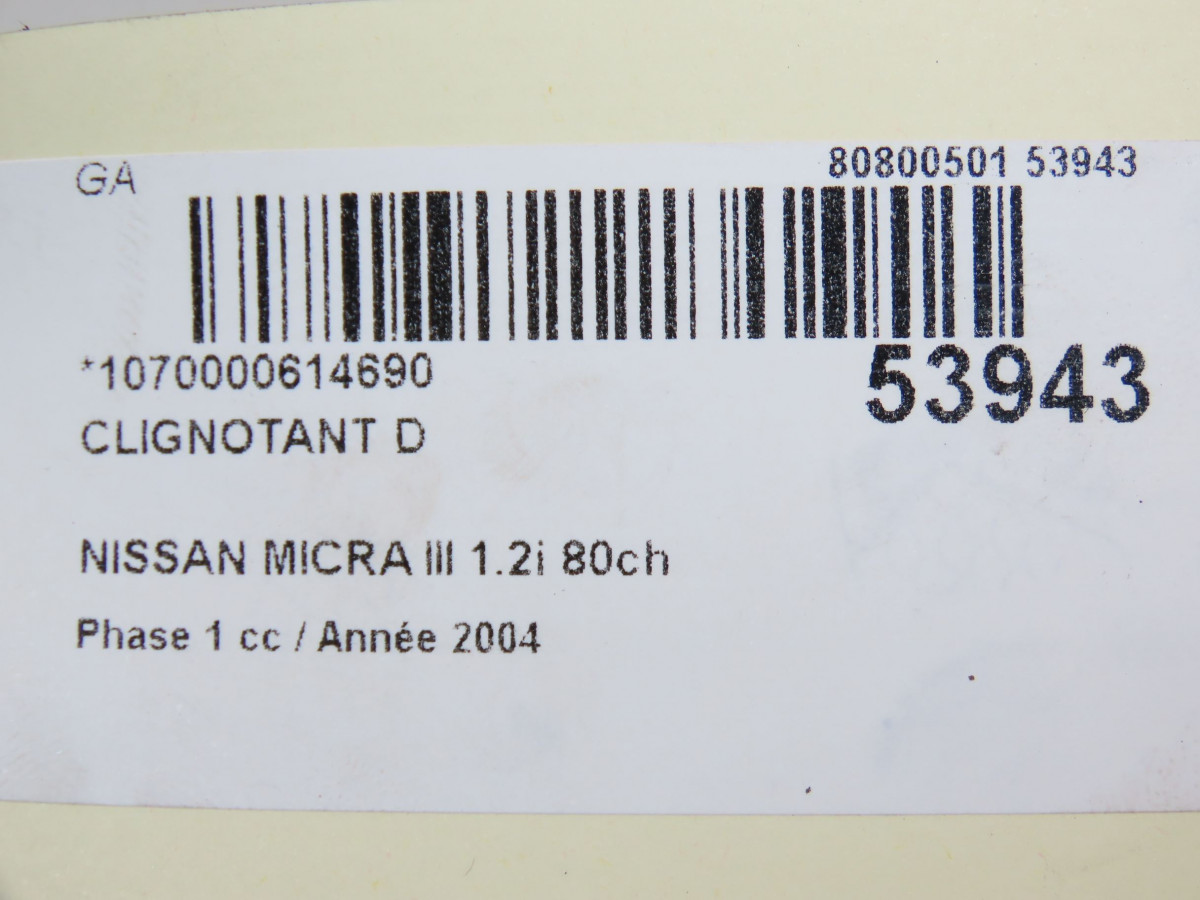 GA
80800501 53943
*1070000614690
53943
CLIGNOTANT D
NISSAN MICRA III 1.2i 80ch
Phase 1 cc / Année 2004